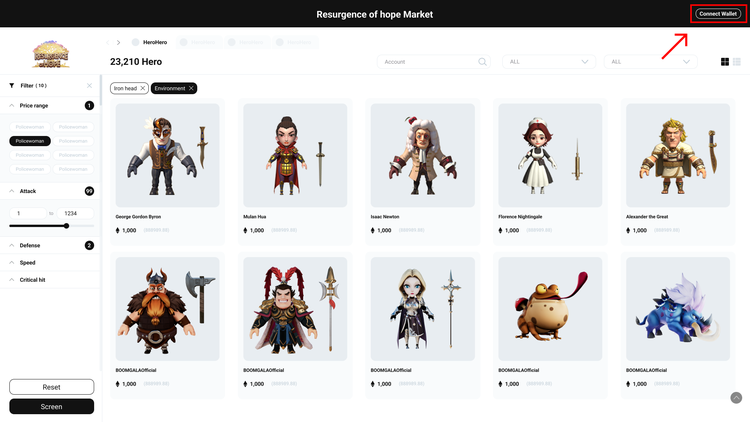 Resurgence of hope Market
Connect Wallet
RESURGENCE
OF HOPE
HeroHero
23,210 Hero
Account
ALL
ALL
Filter ( 10 )
Iron head
Environment
Price range
1
Policewoman Policewoman
Policewoman Policewoman
Policewoman Policewoman
Policewoman Policewoman
Attack
99
1 to 1234
Defense
2
Speed
Critical hit
Reset
Screen
George Gordon Byron
1,000
Mulan Hua
1,000
Isaac Newton
1,000
Florence Nightingale
1,000
Alexander the Great
1,000
BOOMGALAOfficial
1,000
BOOMGALAOfficial
1,000
BOOMGALAOfficial
1,000
BOOMGALAOfficial
1,000
BOOMGALAOfficial
1,000